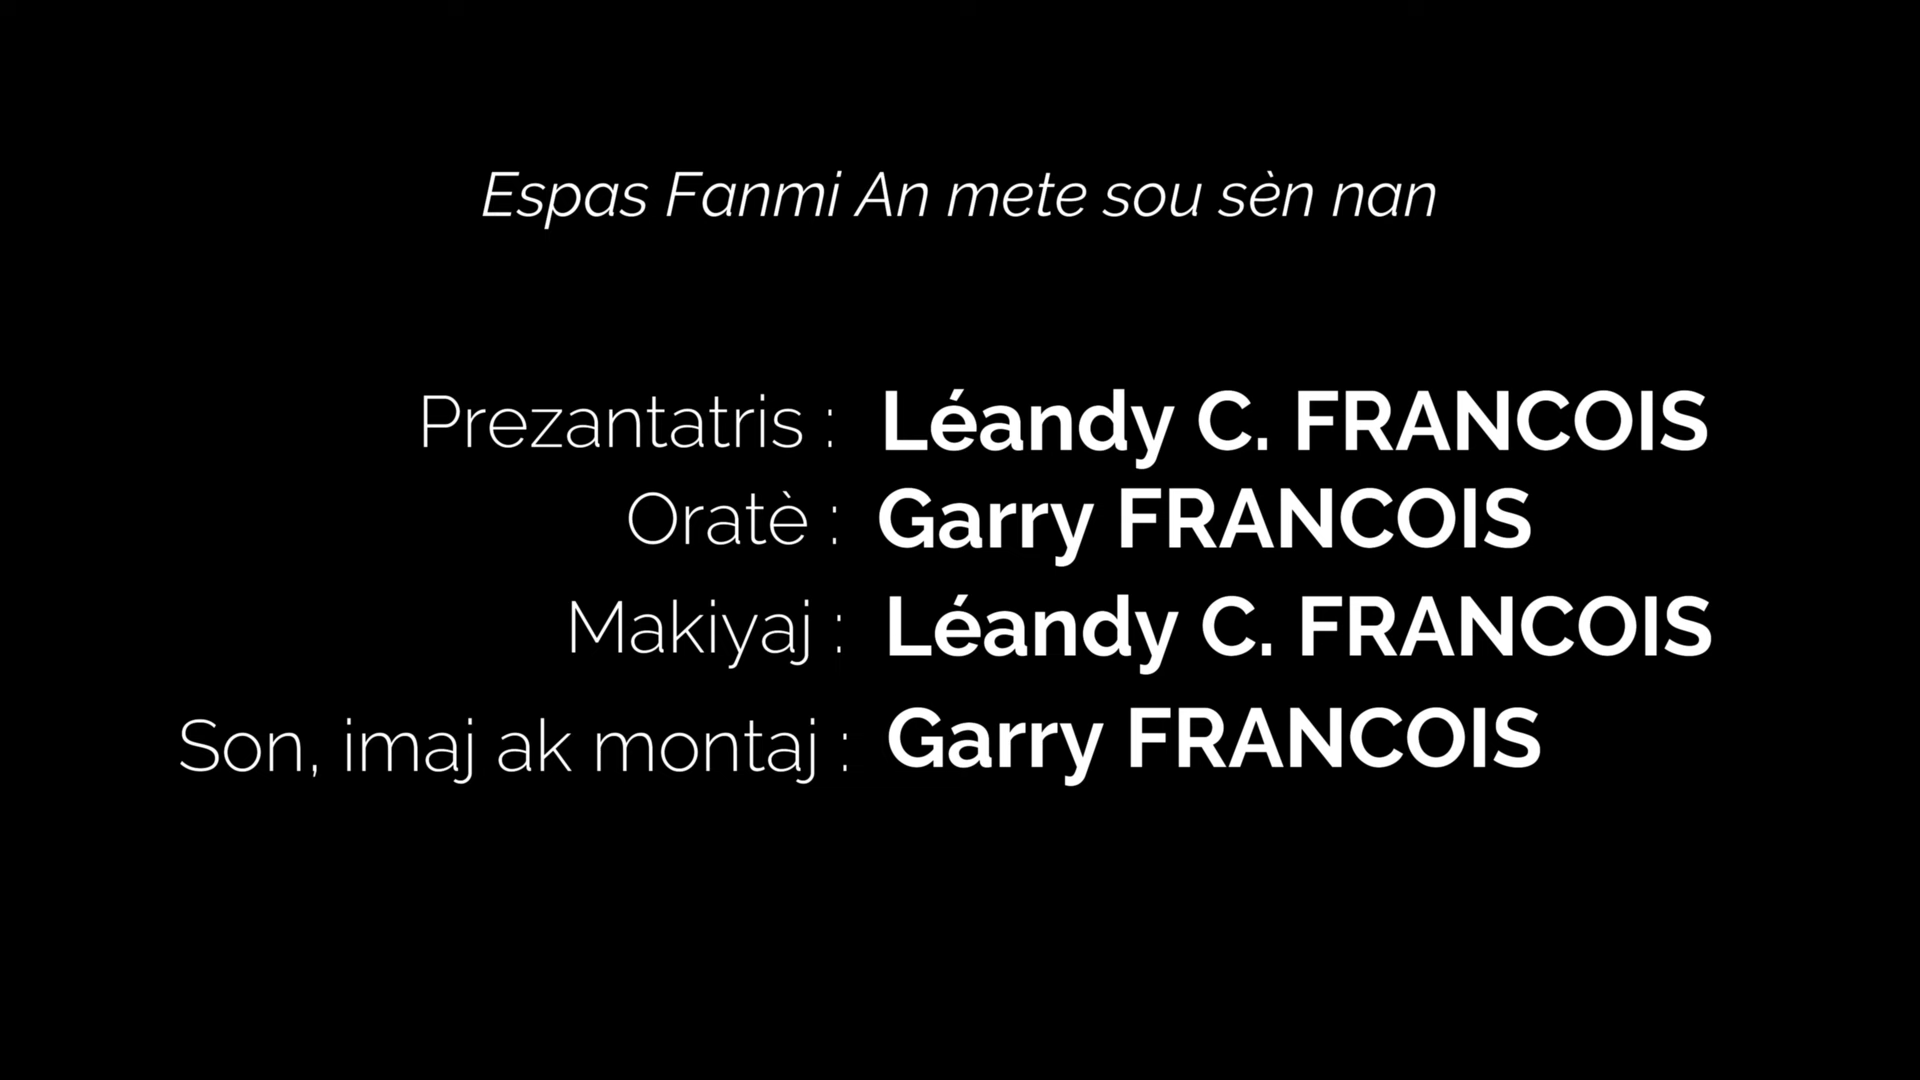 Espas Fanmi An mete sou sèn nan
Prezantatris : Léandy C. FRANCOIS
Oratè : Garry FRANCOIS
Makiyaj : Léandy C. FRANCOIS
Son, imaj ak montaj : Garry FRANCOIS